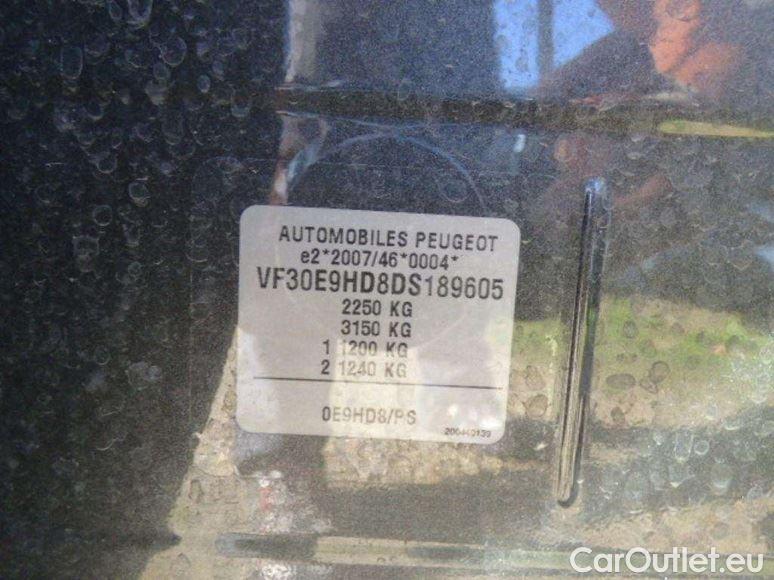 AUTOMOBILES PEUGEOT
e2*2007/46*0004*
VF30E9HD8DS189605
2250 KG
3150 KG
1 1200 KG
2 1240 KG
0E9HD8/PS
200440139
CarOutlet.eu